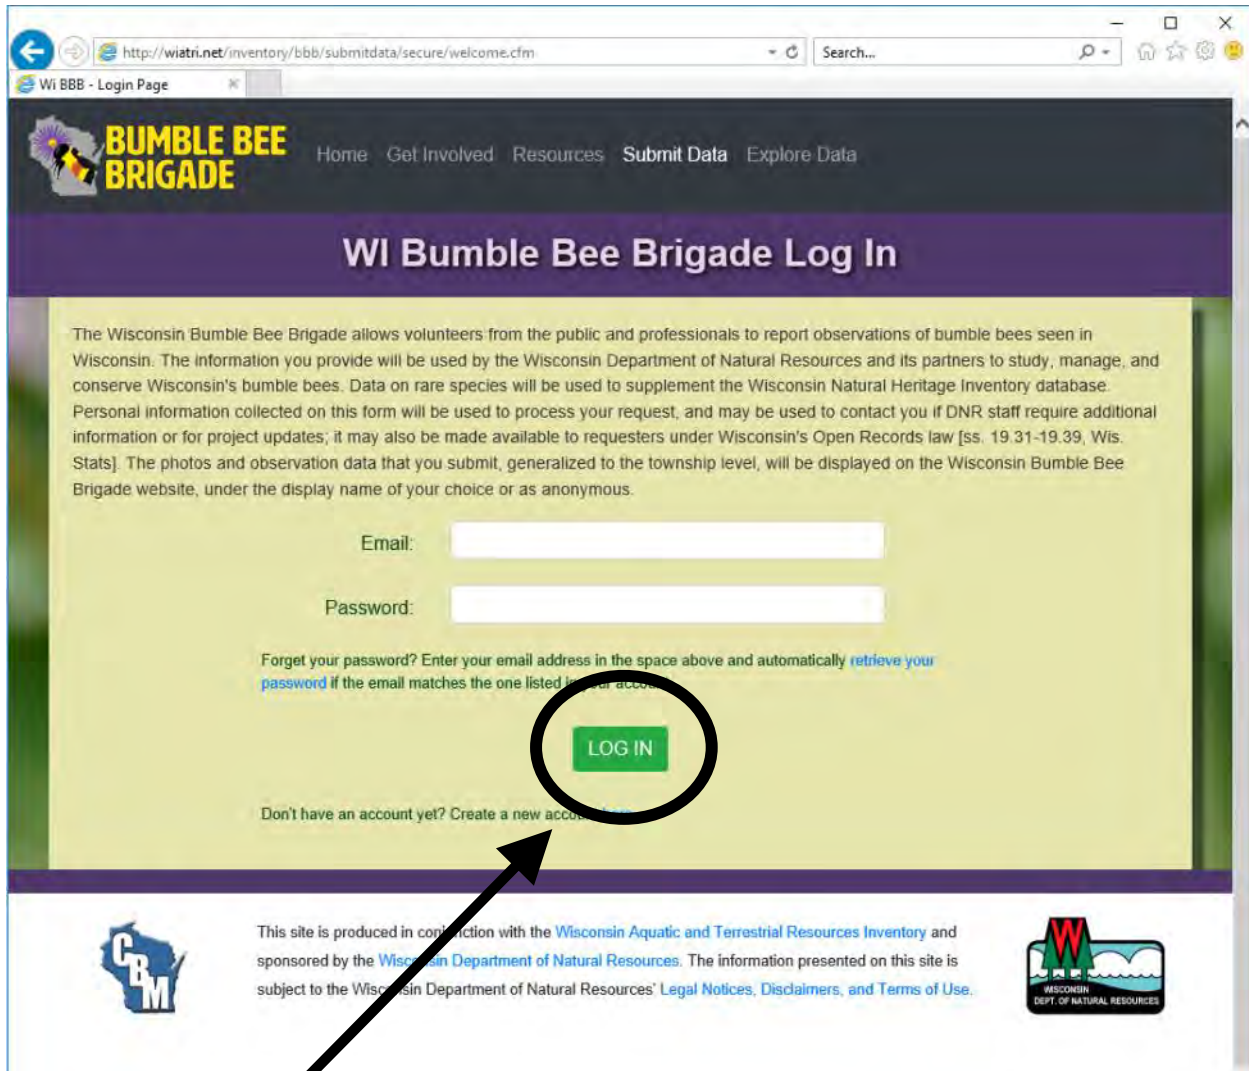 http://wiatri.net/inventory/bbb/submitdata/secure/welcome.cfm
Search...
Wi BBB - Login Page
BUMBLE BEE
BRIGADE
Home Get Involved Resources Submit Data Explore Data
WI Bumble Bee Brigade Log In
The Wisconsin Bumble Bee Brigade allows volunteers from the public and professionals to report observations of bumble bees seen in
Wisconsin. The information you provide will be used by the Wisconsin Department of Natural Resources and its partners to study, manage, and
conserve Wisconsin's bumble bees. Data on rare species will be used to supplement the Wisconsin Natural Heritage Inventory database.
Personal information collected on this form will be used to process your request, and may be used to contact you if DNR staff require additional
information or for project updates; it may also be made available to requesters under Wisconsin's Open Records law [ss. 19.31-19.39, Wis.
Stats]. The photos and observation data that you submit, generalized to the township level, will be displayed on the Wisconsin Bumble Bee
Brigade website, under the display name of your choice or as anonymous.
Email:
Password:
Forget your password? Enter your email address in the space above and automatically retrieve your
password if the email matches the one listed in your account
LOG IN
Don't have an account yet? Create a new account
This site is produced in conjunction with the Wisconsin Aquatic and Terrestrial Resources Inventory and
sponsored by the Wisconsin Department of Natural Resources. The information presented on this site is
subject to the Wisconsin Department of Natural Resources' Legal Notices, Disclaimers, and Terms of Use.
CBM
W
WISCONSIN
DEPT. OF NATURAL RESOURCES